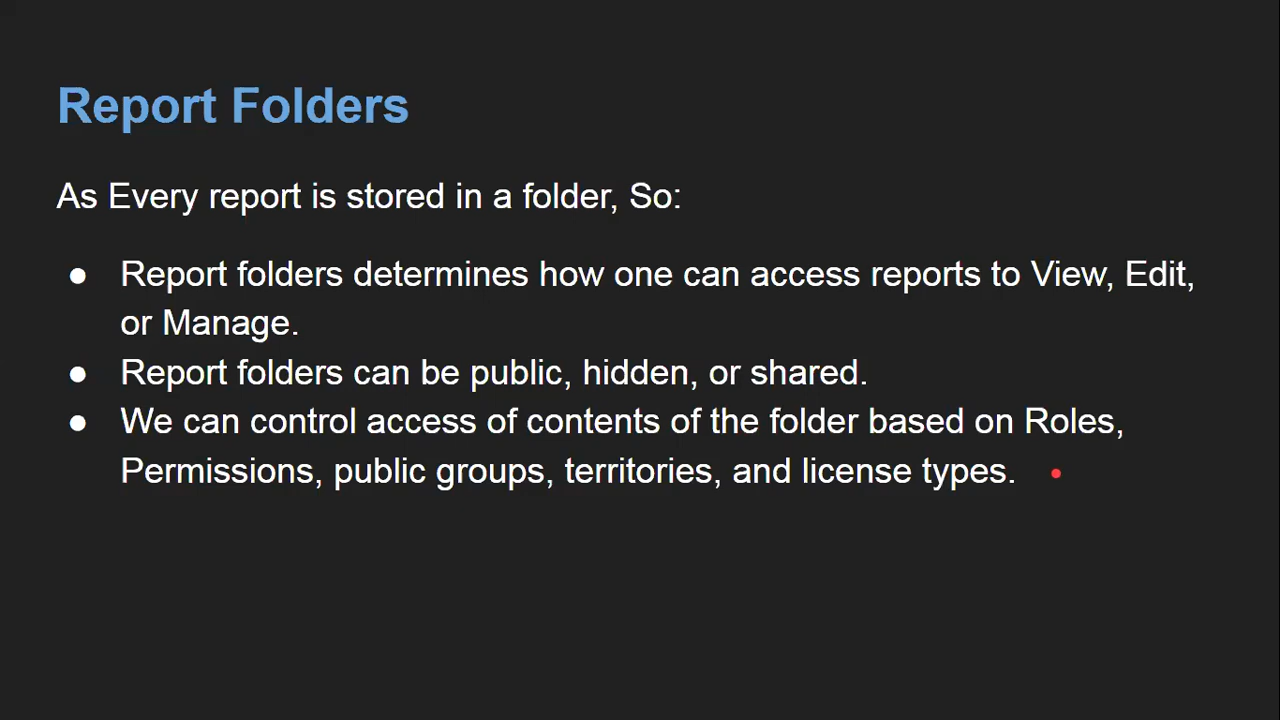 Report Folders
As Every report is stored in a folder, So:
● Report folders determines how one can access reports to View, Edit,
or Manage.
● Report folders can be public, hidden, or shared.
● We can control access of contents of the folder based on Roles,
Permissions, public groups, territories, and license types.